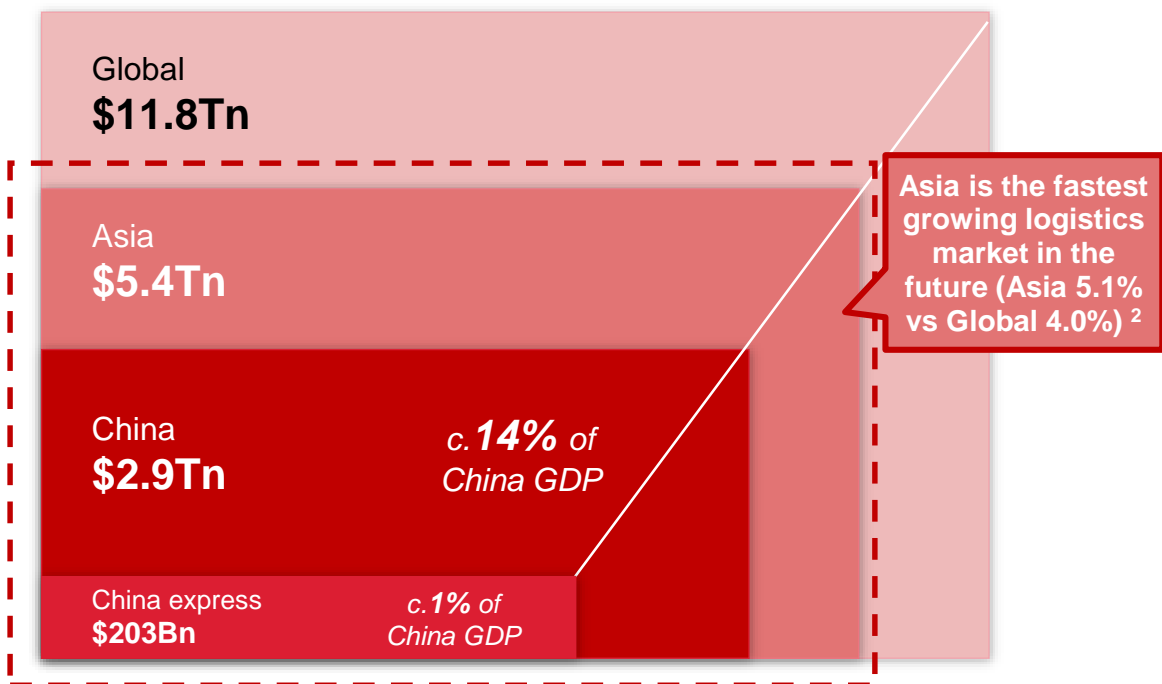 Global
$11.8Tn
Asia is the fastest
growing logistics
market in the
future (Asia 5.1%
vs Global 4.0%) 2
Asia
$5.4Tn
China
$2.9Tn
c.14% of
China GDP
China express
$203Bn
c.1% of
China GDP